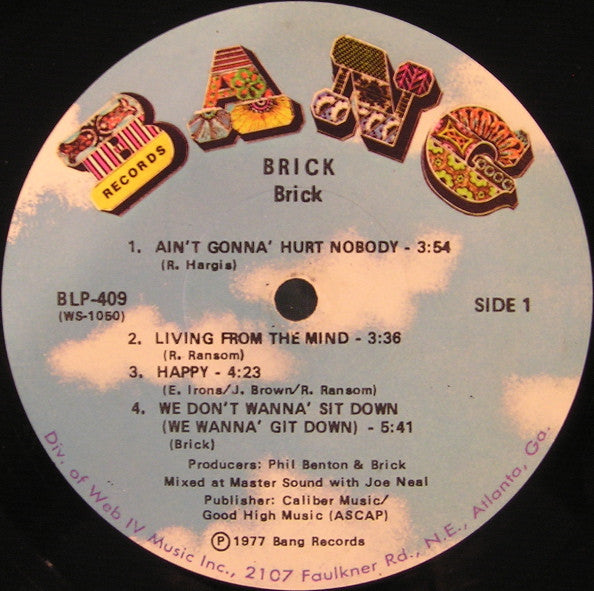 BANG
RECORDS
BRICK
Brick
1. AIN'T GONNA' HURT NOBODY - 3:54
(R. Hargis)
BLP-409
(WS-1050)
SIDE 1
2. LIVING FROM THE MIND - 3:36
(R. Ransom)
3. HAPPY - 4:23
(E. Irons/J. Brown/R. Ransom)
4. WE DON'T WANNA' SIT DOWN
(WE WANNA' GIT DOWN) - 5:41
(Brick)
Producers: Phil Benton & Brick
Mixed at Master Sound with Joe Neal
Publisher: Caliber Music/
Good High Music (ASCAP)
Ⓟ 1977 Bang Records
Div. of Web IV Music Inc., 2107 Faulkner Rd., N.E., Atlanta, Ga.